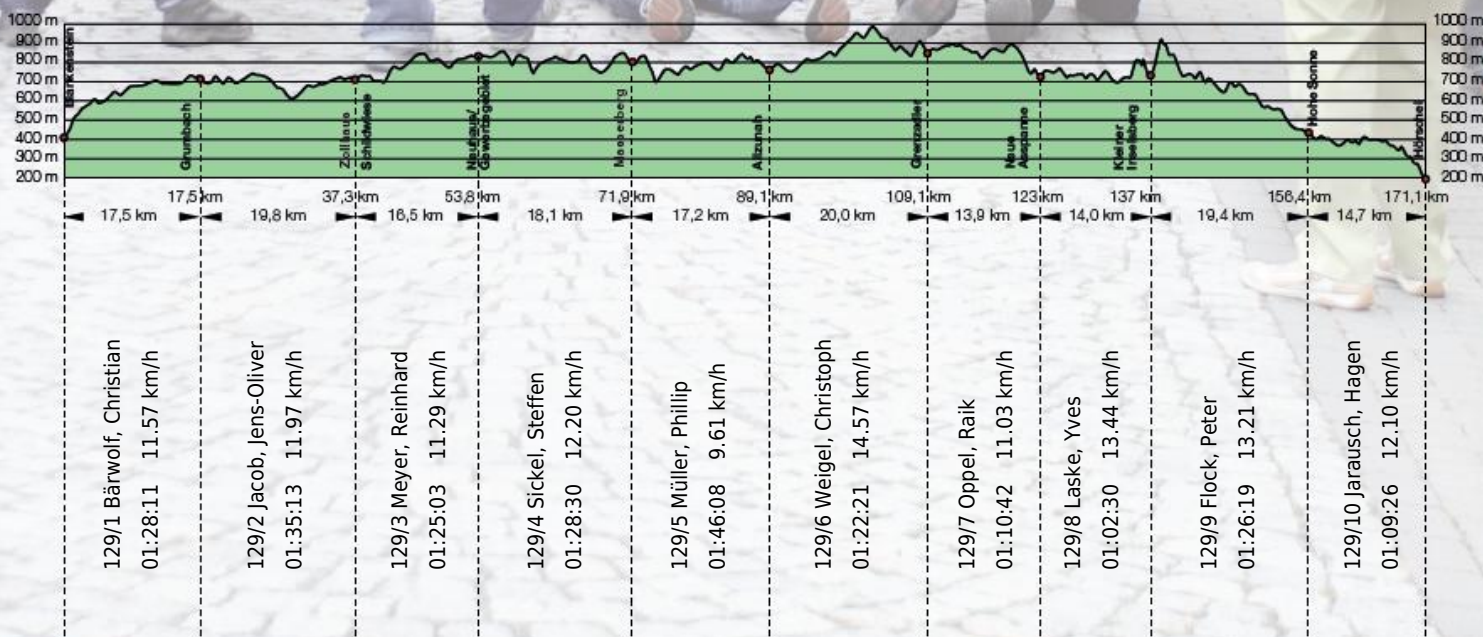 1000 m
900 m
800 m
700 m
600 m
500 m
400 m
300 m
200 m
1000 m
900 m
800 m
700 m
600 m
500 m
400 m
300 m
200 m
Blankenstein
Grumbach
Zollhaus
Schildwiese
Neuhaus/
Masserberg
Allzunah
Grenzadler
Neue
Ausspanne
Kleiner
Inselsberg
Hohe Sonne
Hörschel
17,5 km
37,3 km
53,8 km
71,9 km
89,1 km
109,1 km
123 km
137 km
156,4 km
171,1 km
17,5 km
19,8 km
16,5 km
18,1 km
17,2 km
20,0 km
13,9 km
14,0 km
19,4 km
14,7 km
129/1 Bärwolf, Christian
01:28:11 11.57 km/h
129/2 Jacob, Jens-Oliver
01:35:13 11.97 km/h
129/3 Meyer, Reinhard
01:25:03 11.29 km/h
129/4 Sickel, Steffen
01:28:30 12.20 km/h
129/5 Müller, Phillip
01:46:08 9.61 km/h
129/6 Weigel, Christoph
01:22:21 14.57 km/h
129/7 Oppel, Raik
01:10:42 11.03 km/h
129/8 Laske, Yves
01:02:30 13.44 km/h
129/9 Flock, Peter
01:26:19 13.21 km/h
129/10 Jarausch, Hagen
01:09:26 12.10 km/h